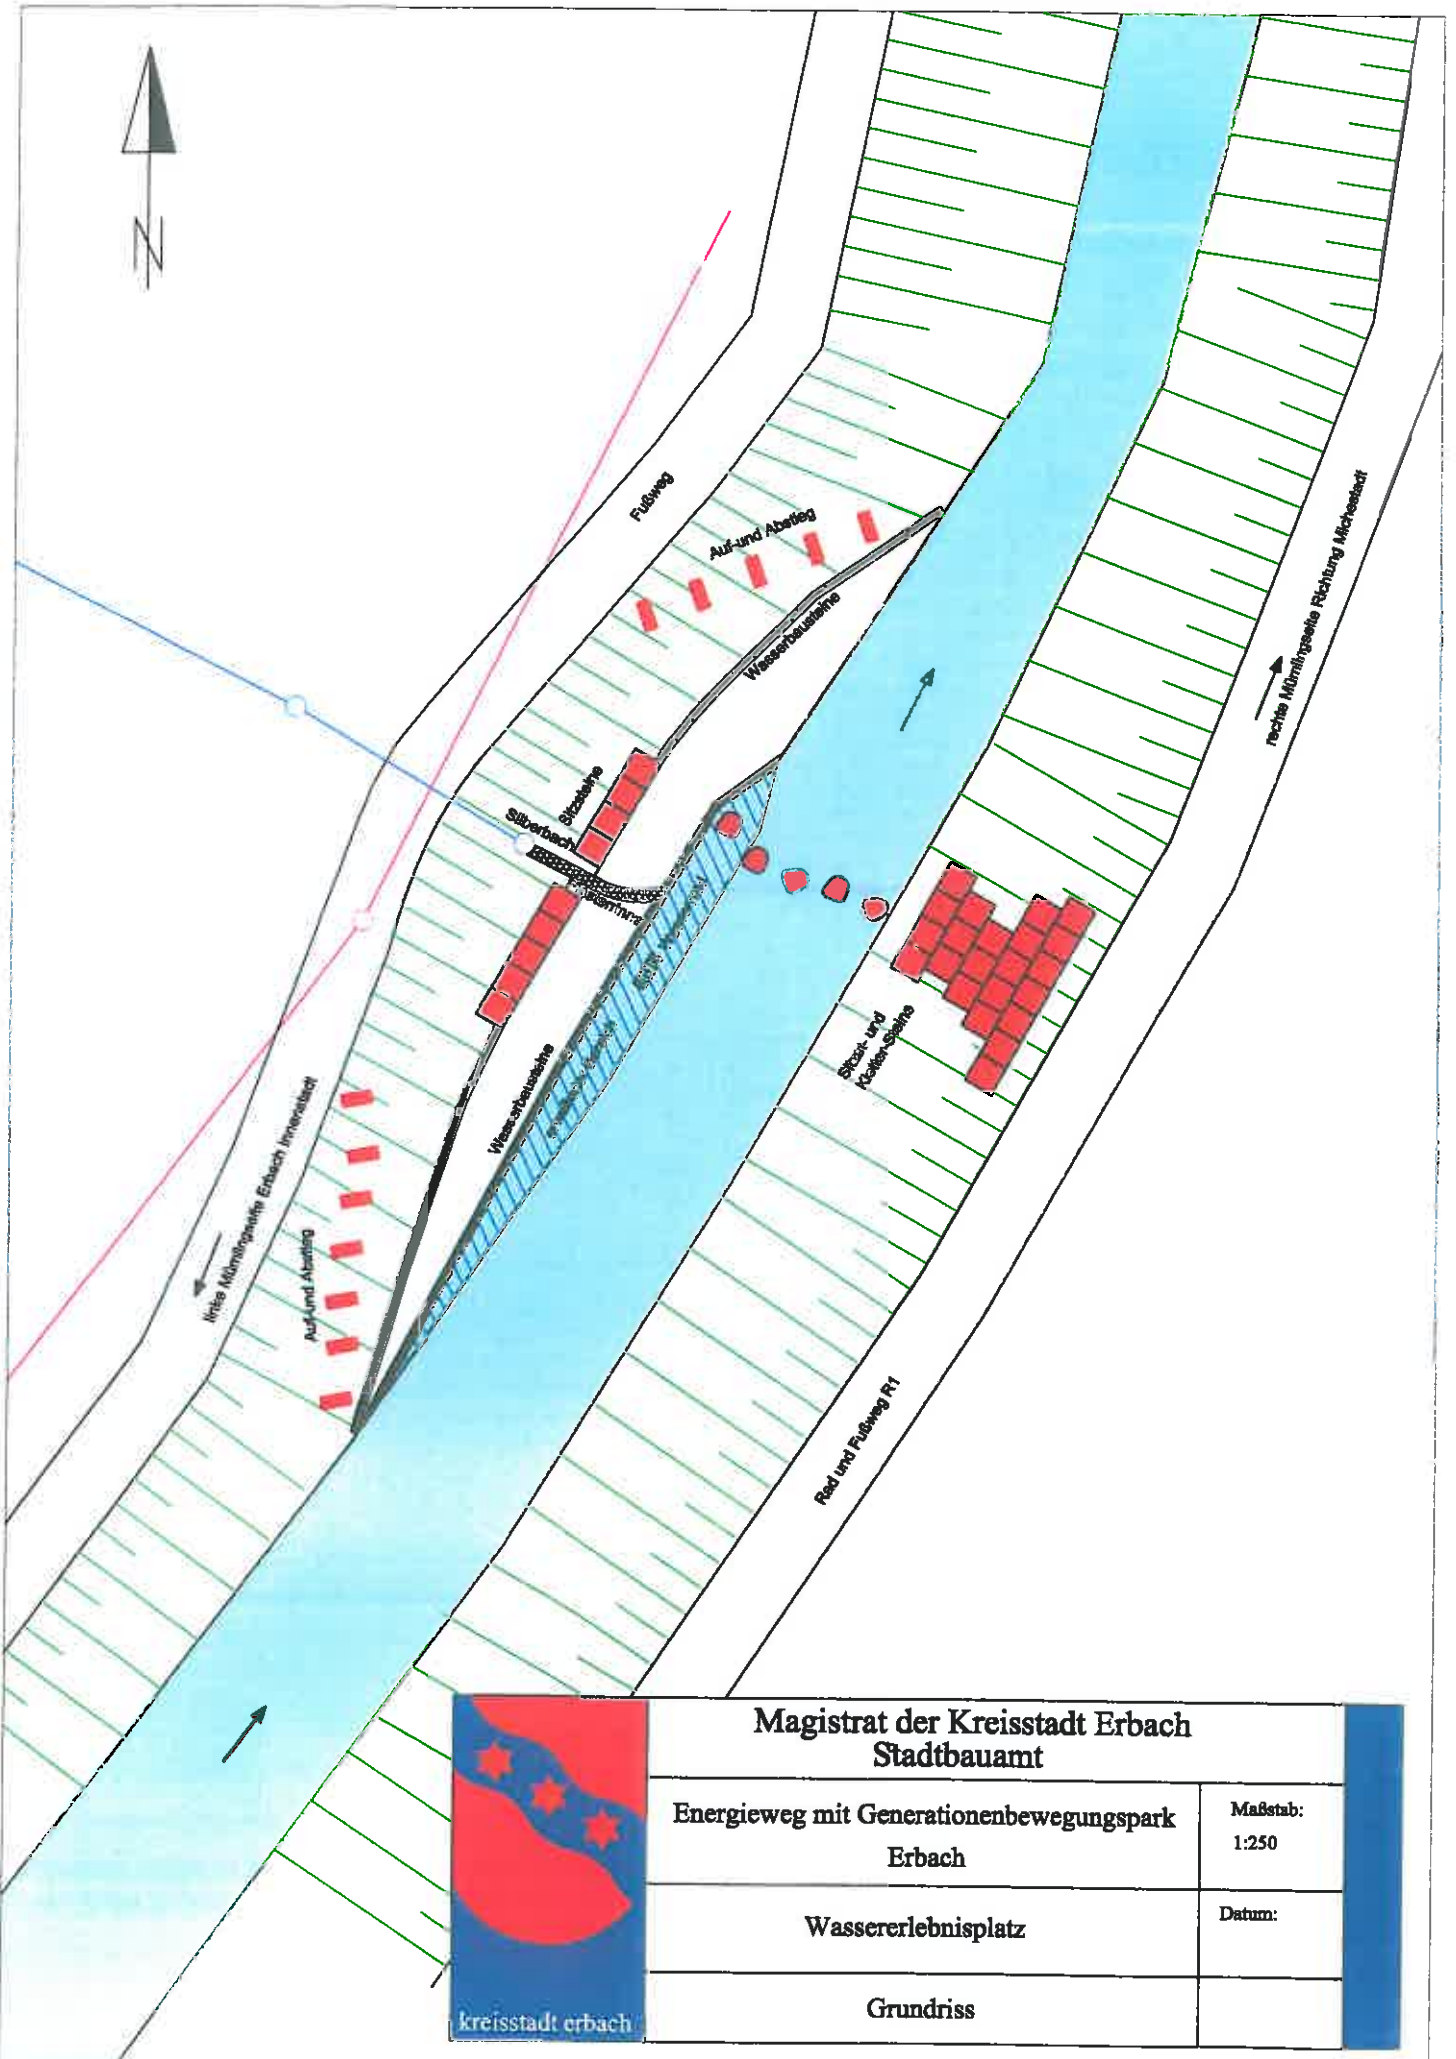 N
Fußweg
Auf-und Abstieg
Wasserbausteine
rechte Mümlingseite Richtung Michestadt
Sitzsteine
Silberbach
Wasserbausteine
Sitzst- und
Kletter-Steine
linke Mümlingseite Erbach Innenstadt
Auf-und Abstieg
Rad und Fußweg R1
Magistrat der Kreisstadt Erbach
Stadtbauamt
Energieweg mit Generationenbewegungspark
Erbach
Maßstab:
1:250
Wassererlebnisplatz
Datum:
Grundriss
kreisstadt erbach